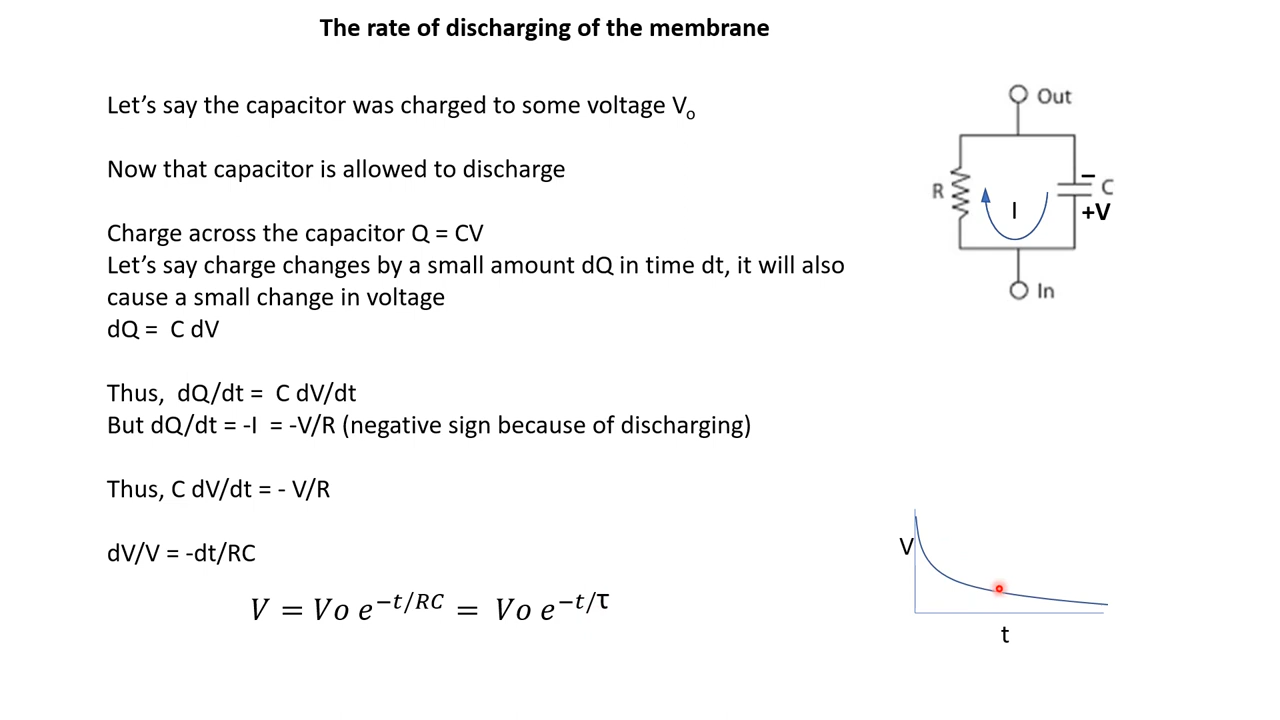 The rate of discharging of the membrane
Let’s say the capacitor was charged to some voltage Vo
Now that capacitor is allowed to discharge
Charge across the capacitor Q = CV
Let’s say charge changes by a small amount dQ in time dt, it will also
cause a small change in voltage
dQ = C dV
Thus, dQ/dt = C dV/dt
But dQ/dt = -I = -V/R (negative sign because of discharging)
Thus, C dV/dt = - V/R
dV/V = -dt/RC
V = Vo e−t/RC = Vo e−t/τ
Out
R
I
C
+V
In
V
t